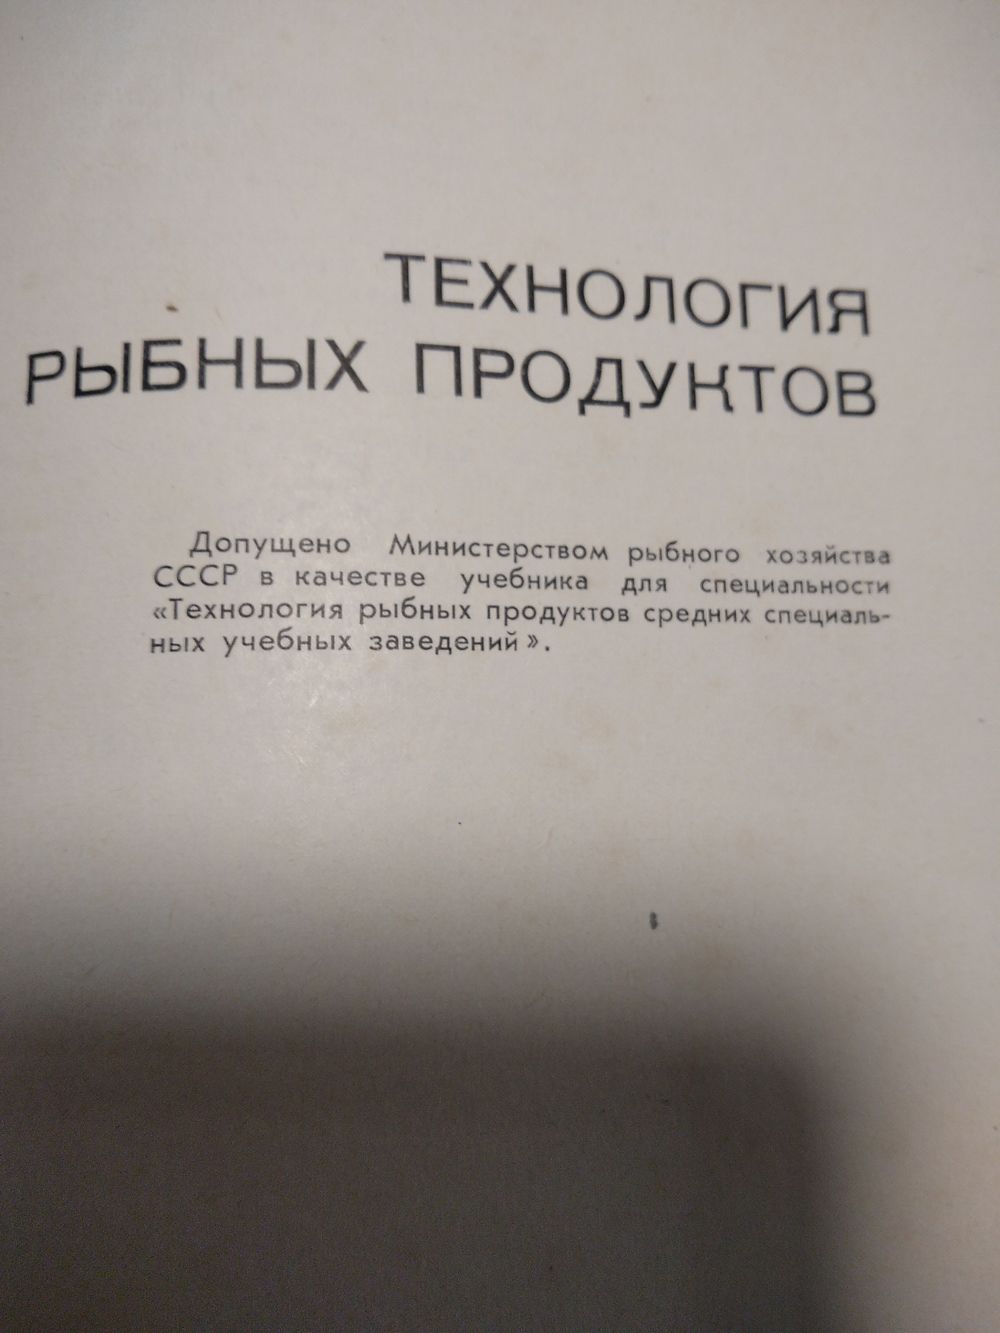 ТЕХНОЛОГИЯ
РЫБНЫХ ПРОДУКТОВ
Допущено Министерством рыбного хозяйства
СССР в качестве учебника для специальности
«Технология рыбных продуктов средних специаль-
ных учебных заведений».